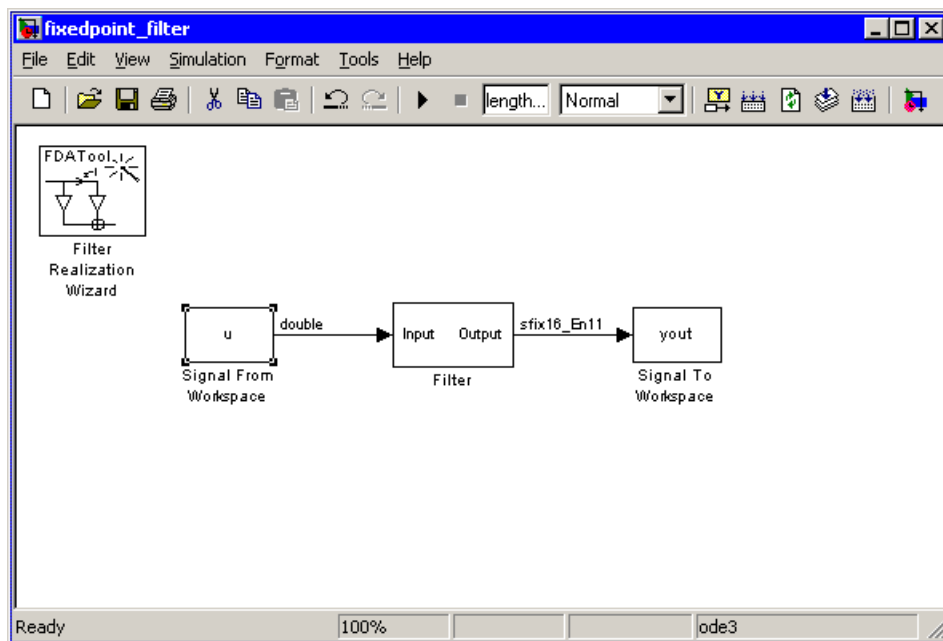 fixedpoint_filter
File Edit View Simulation Format Tools Help
length... Normal
FDATool
Filter
Realization
Wizard
u double Input Output sfix16_En11 yout
Signal From
Workspace
Filter
Signal To
Workspace
Ready 100% ode3